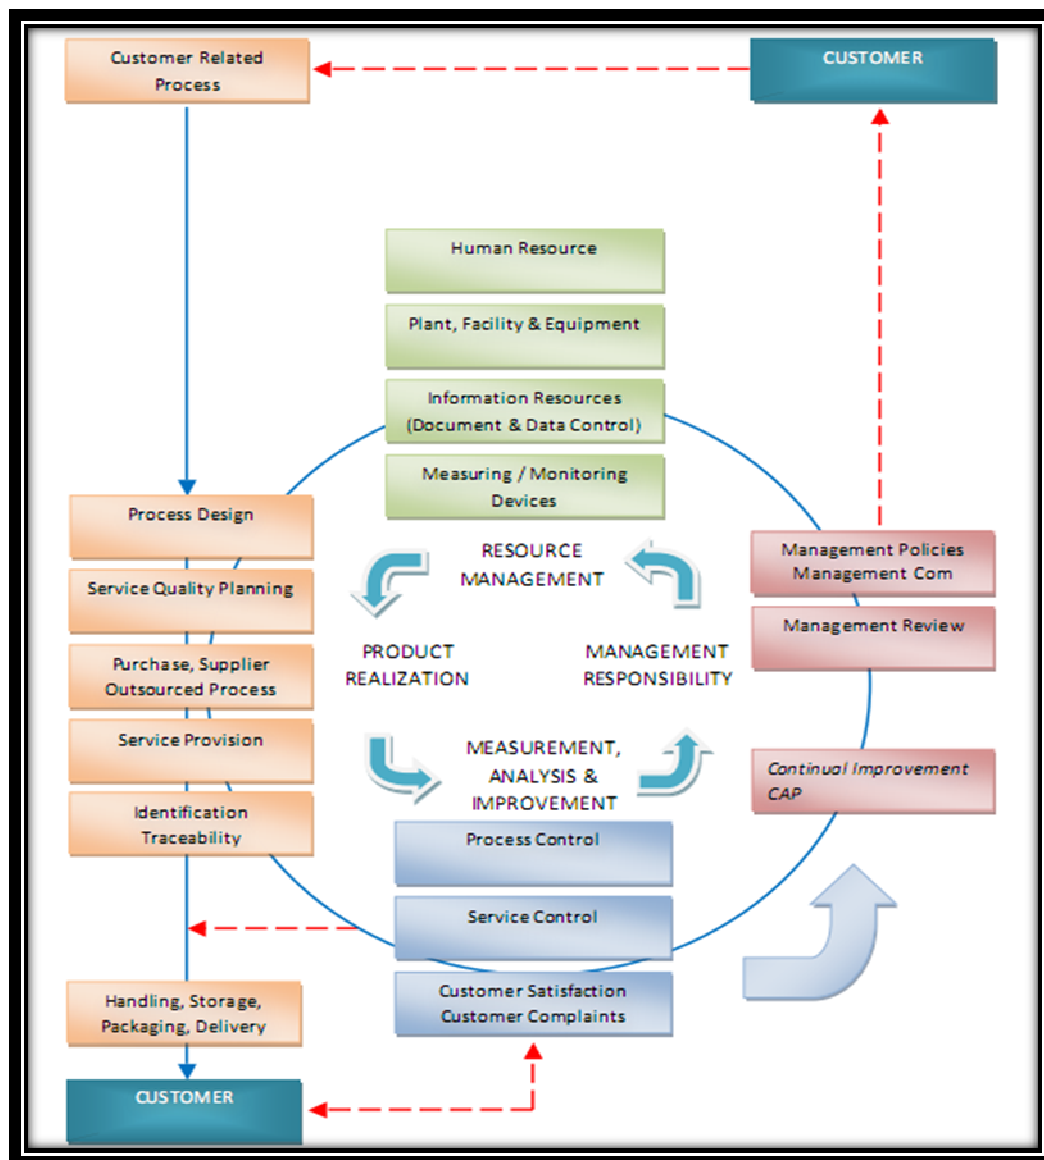 Customer Related
Process
CUSTOMER
Human Resource
Plant, Facility & Equipment
Information Resources
(Document & Data Control)
Measuring / Monitoring
Devices
RESOURCE
MANAGEMENT
Process Design
Service Quality Planning
Purchase, Supplier
Outsourced Process
Service Provision
Identification
Traceability
PRODUCT
REALIZATION
MANAGEMENT
RESPONSIBILITY
Management Policies
Management Com
Management Review
Continual Improvement
CAP
MEASUREMENT,
ANALYSIS &
IMPROVEMENT
Process Control
Service Control
Customer Satisfaction
Customer Complaints
Handling, Storage,
Packaging, Delivery
CUSTOMER